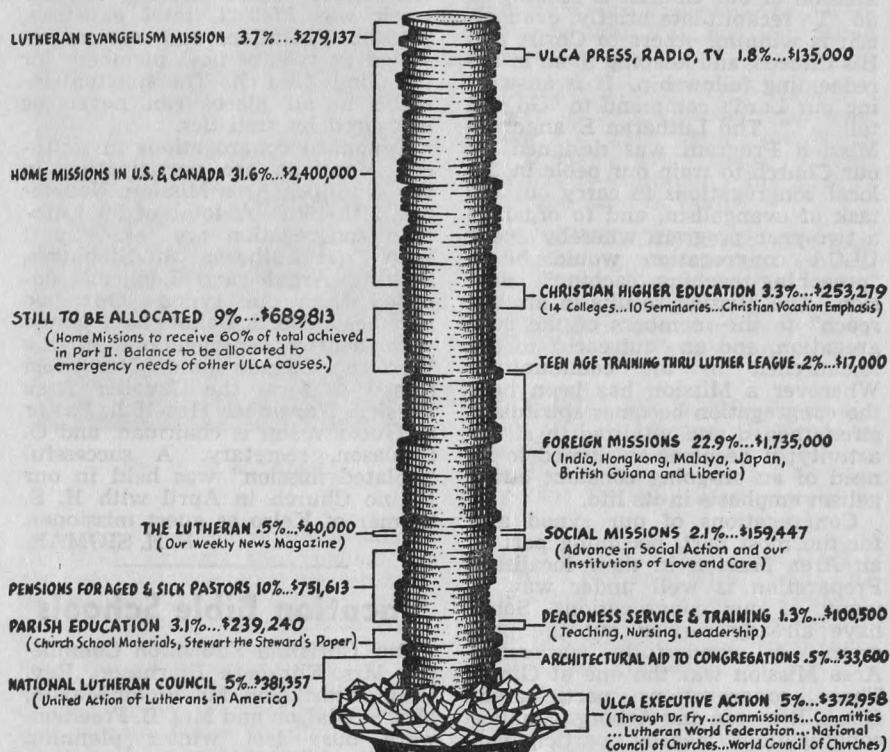 LUTHERAN EVANGELISM MISSION 3.7%...$279,137
ULCA PRESS, RADIO, TV 1.8%...$135,000
HOME MISSIONS IN U.S. & CANADA 31.6%...$2,400,000
CHRISTIAN HIGHER EDUCATION 3.3%...$253,279
(14 Colleges...10 Seminaries...Christian Vocation Emphasis)
STILL TO BE ALLOCATED 9%...$689,813
(Home Missions to receive 60% of total achieved
in Part II. Balance to be allocated to
emergency needs of other ULCA causes.)
TEEN AGE TRAINING THRU LUTHER LEAGUE .2%...$17,000
FOREIGN MISSIONS 22.9%...$1,735,000
(India, Hongkong, Malaya, Japan,
British Guiana and Liberia)
THE LUTHERAN .5%...$40,000
(Our Weekly News Magazine)
SOCIAL MISSIONS 2.1%...$159,447
(Advance in Social Action and our
Institutions of Love and Care)
PENSIONS FOR AGED & SICK PASTORS 10%...$751,613
PARISH EDUCATION 3.1%...$239,240
(Church School Materials, Stewart the Steward's Paper)
DEACONESS SERVICE & TRAINING 1.3%...$100,500
(Teaching, Nursing, Leadership)
ARCHITECTURAL AID TO CONGREGATIONS .5%...$33,600
NATIONAL LUTHERAN COUNCIL 5%...$381,357
(United Action of Lutherans in America)
ULCA EXECUTIVE ACTION 5%...$372,958
(Through Dr. Fry...Commissions...Committies
...Lutheran World Federation...National
Council of Churches...World Council of Churches)